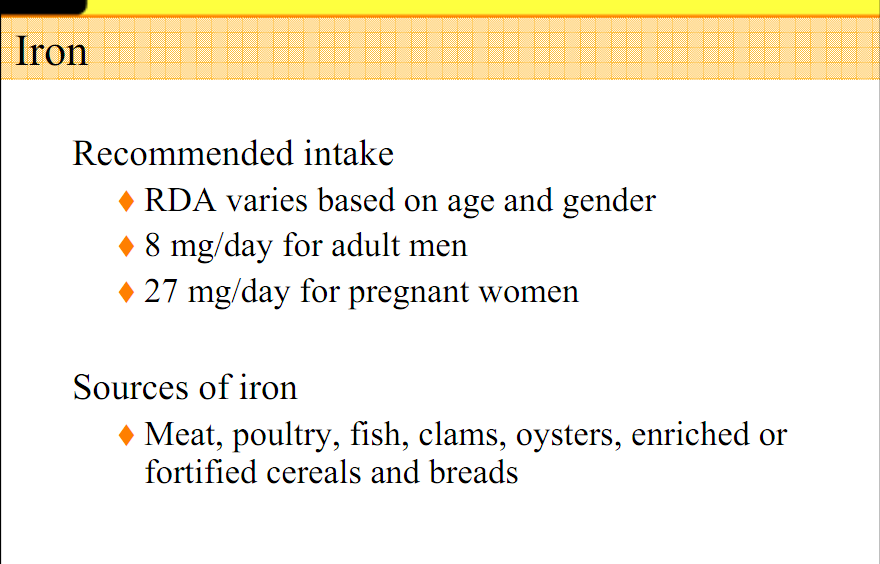 Iron
Recommended intake
RDA varies based on age and gender
8 mg/day for adult men
27 mg/day for pregnant women
Sources of iron
Meat, poultry, fish, clams, oysters, enriched or
fortified cereals and breads